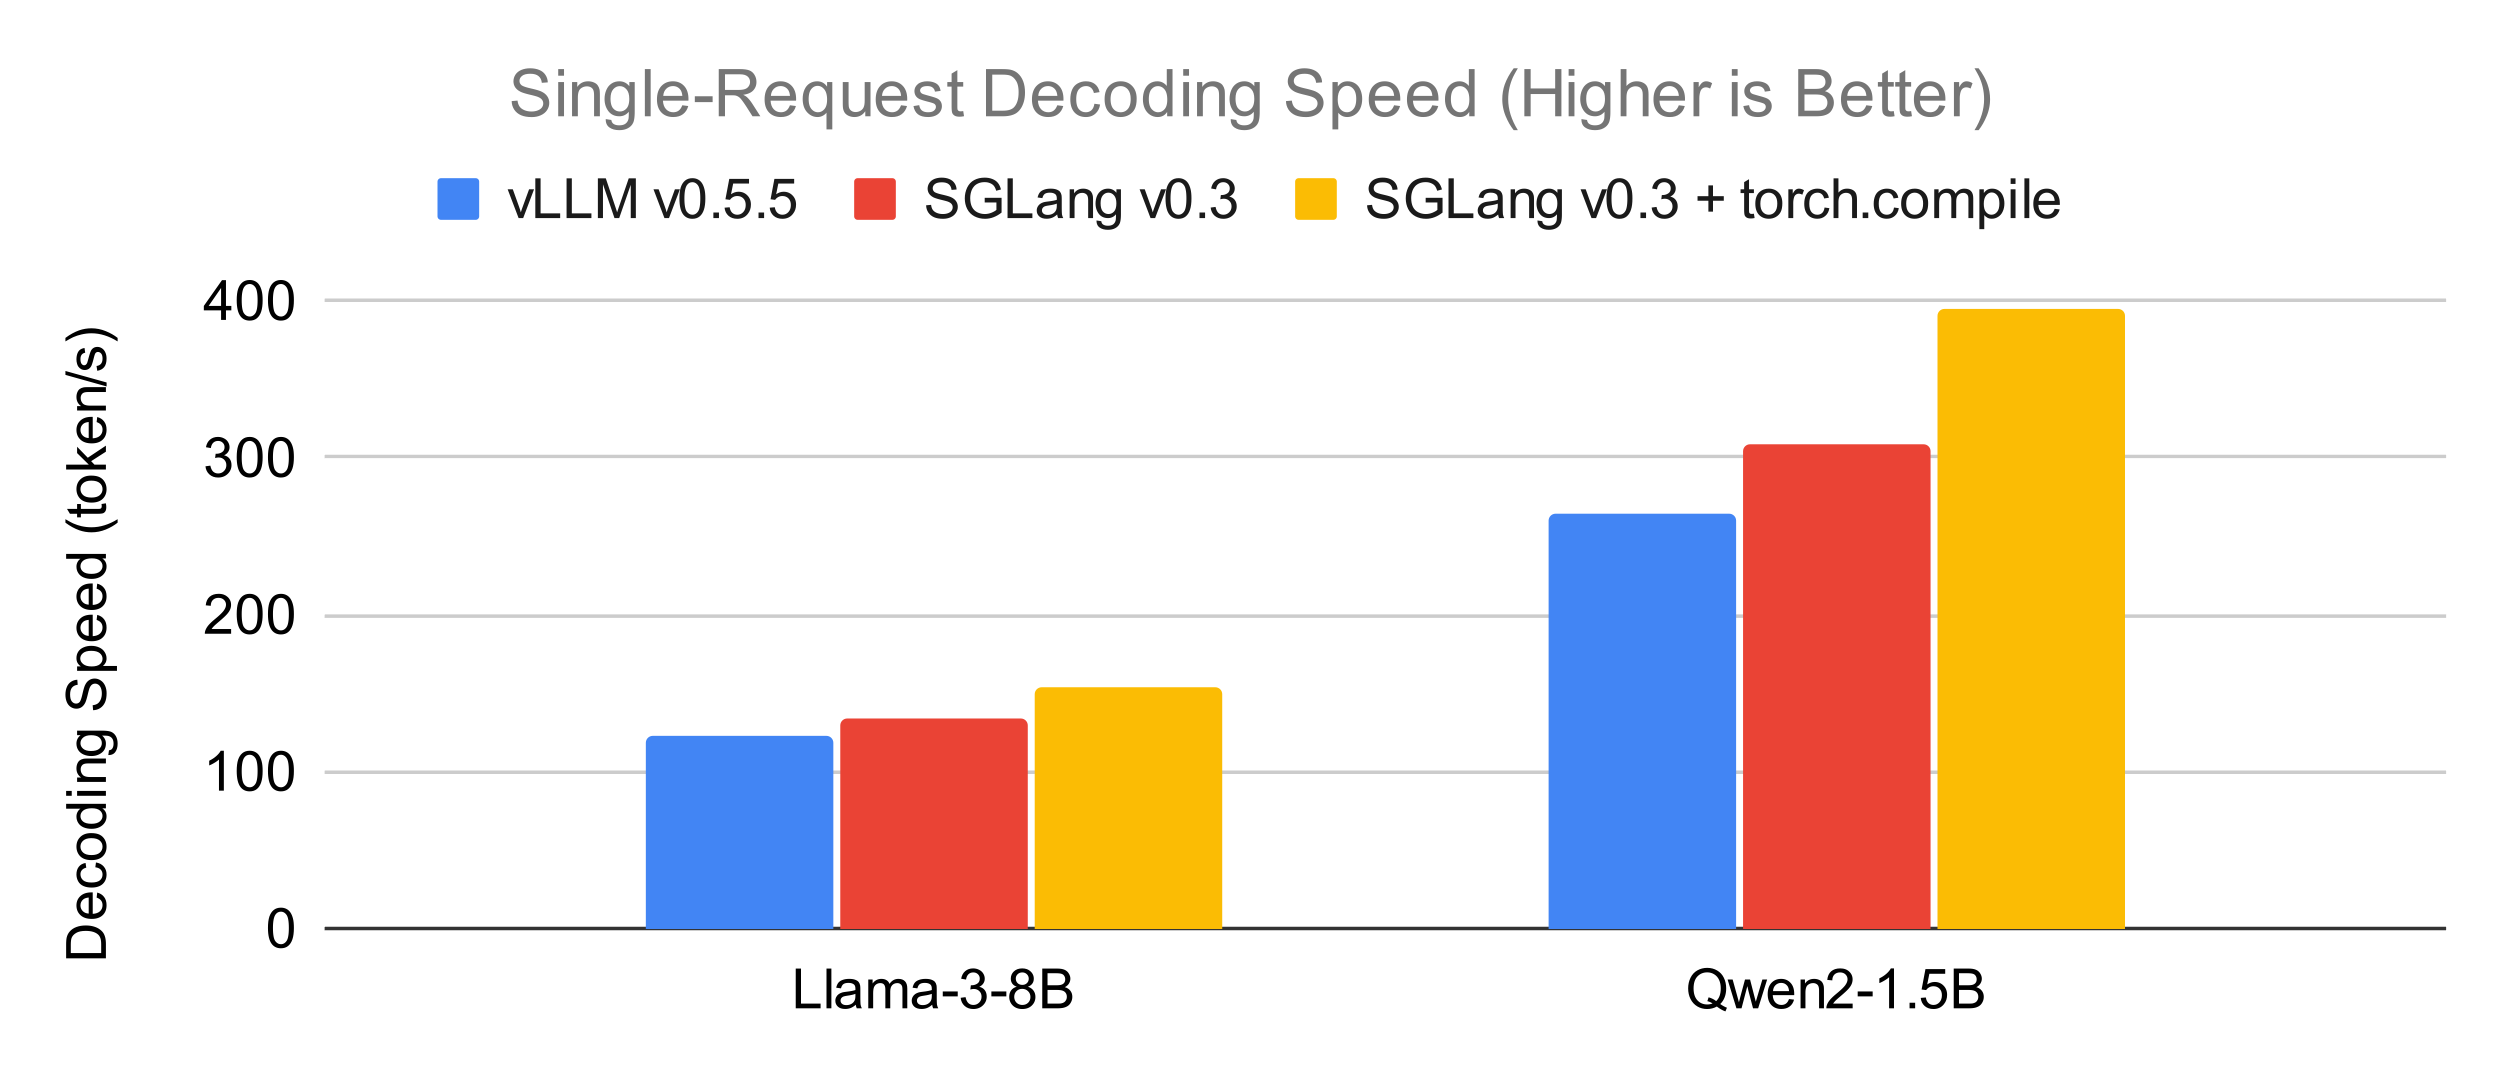 Single-Request Decoding Speed (Higher is Better)
vLLM v0.5.5 SGLang v0.3 SGLang v0.3 + torch.compile
Decoding Speed (token/s)
400
300
200
100
0
Llama-3-8B Qwen2-1.5B